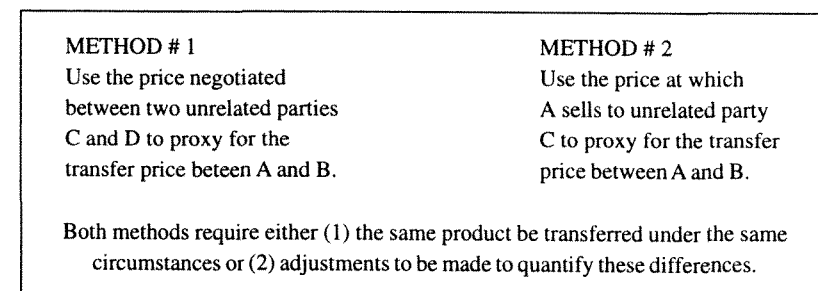 METHOD # 1
Use the price negotiated
between two unrelated parties
C and D to proxy for the
transfer price beteen A and B.
METHOD # 2
Use the price at which
A sells to unrelated party
C to proxy for the transfer
price between A and B.
Both methods require either (1) the same product be transferred under the same
circumstances or (2) adjustments to be made to quantify these differences.